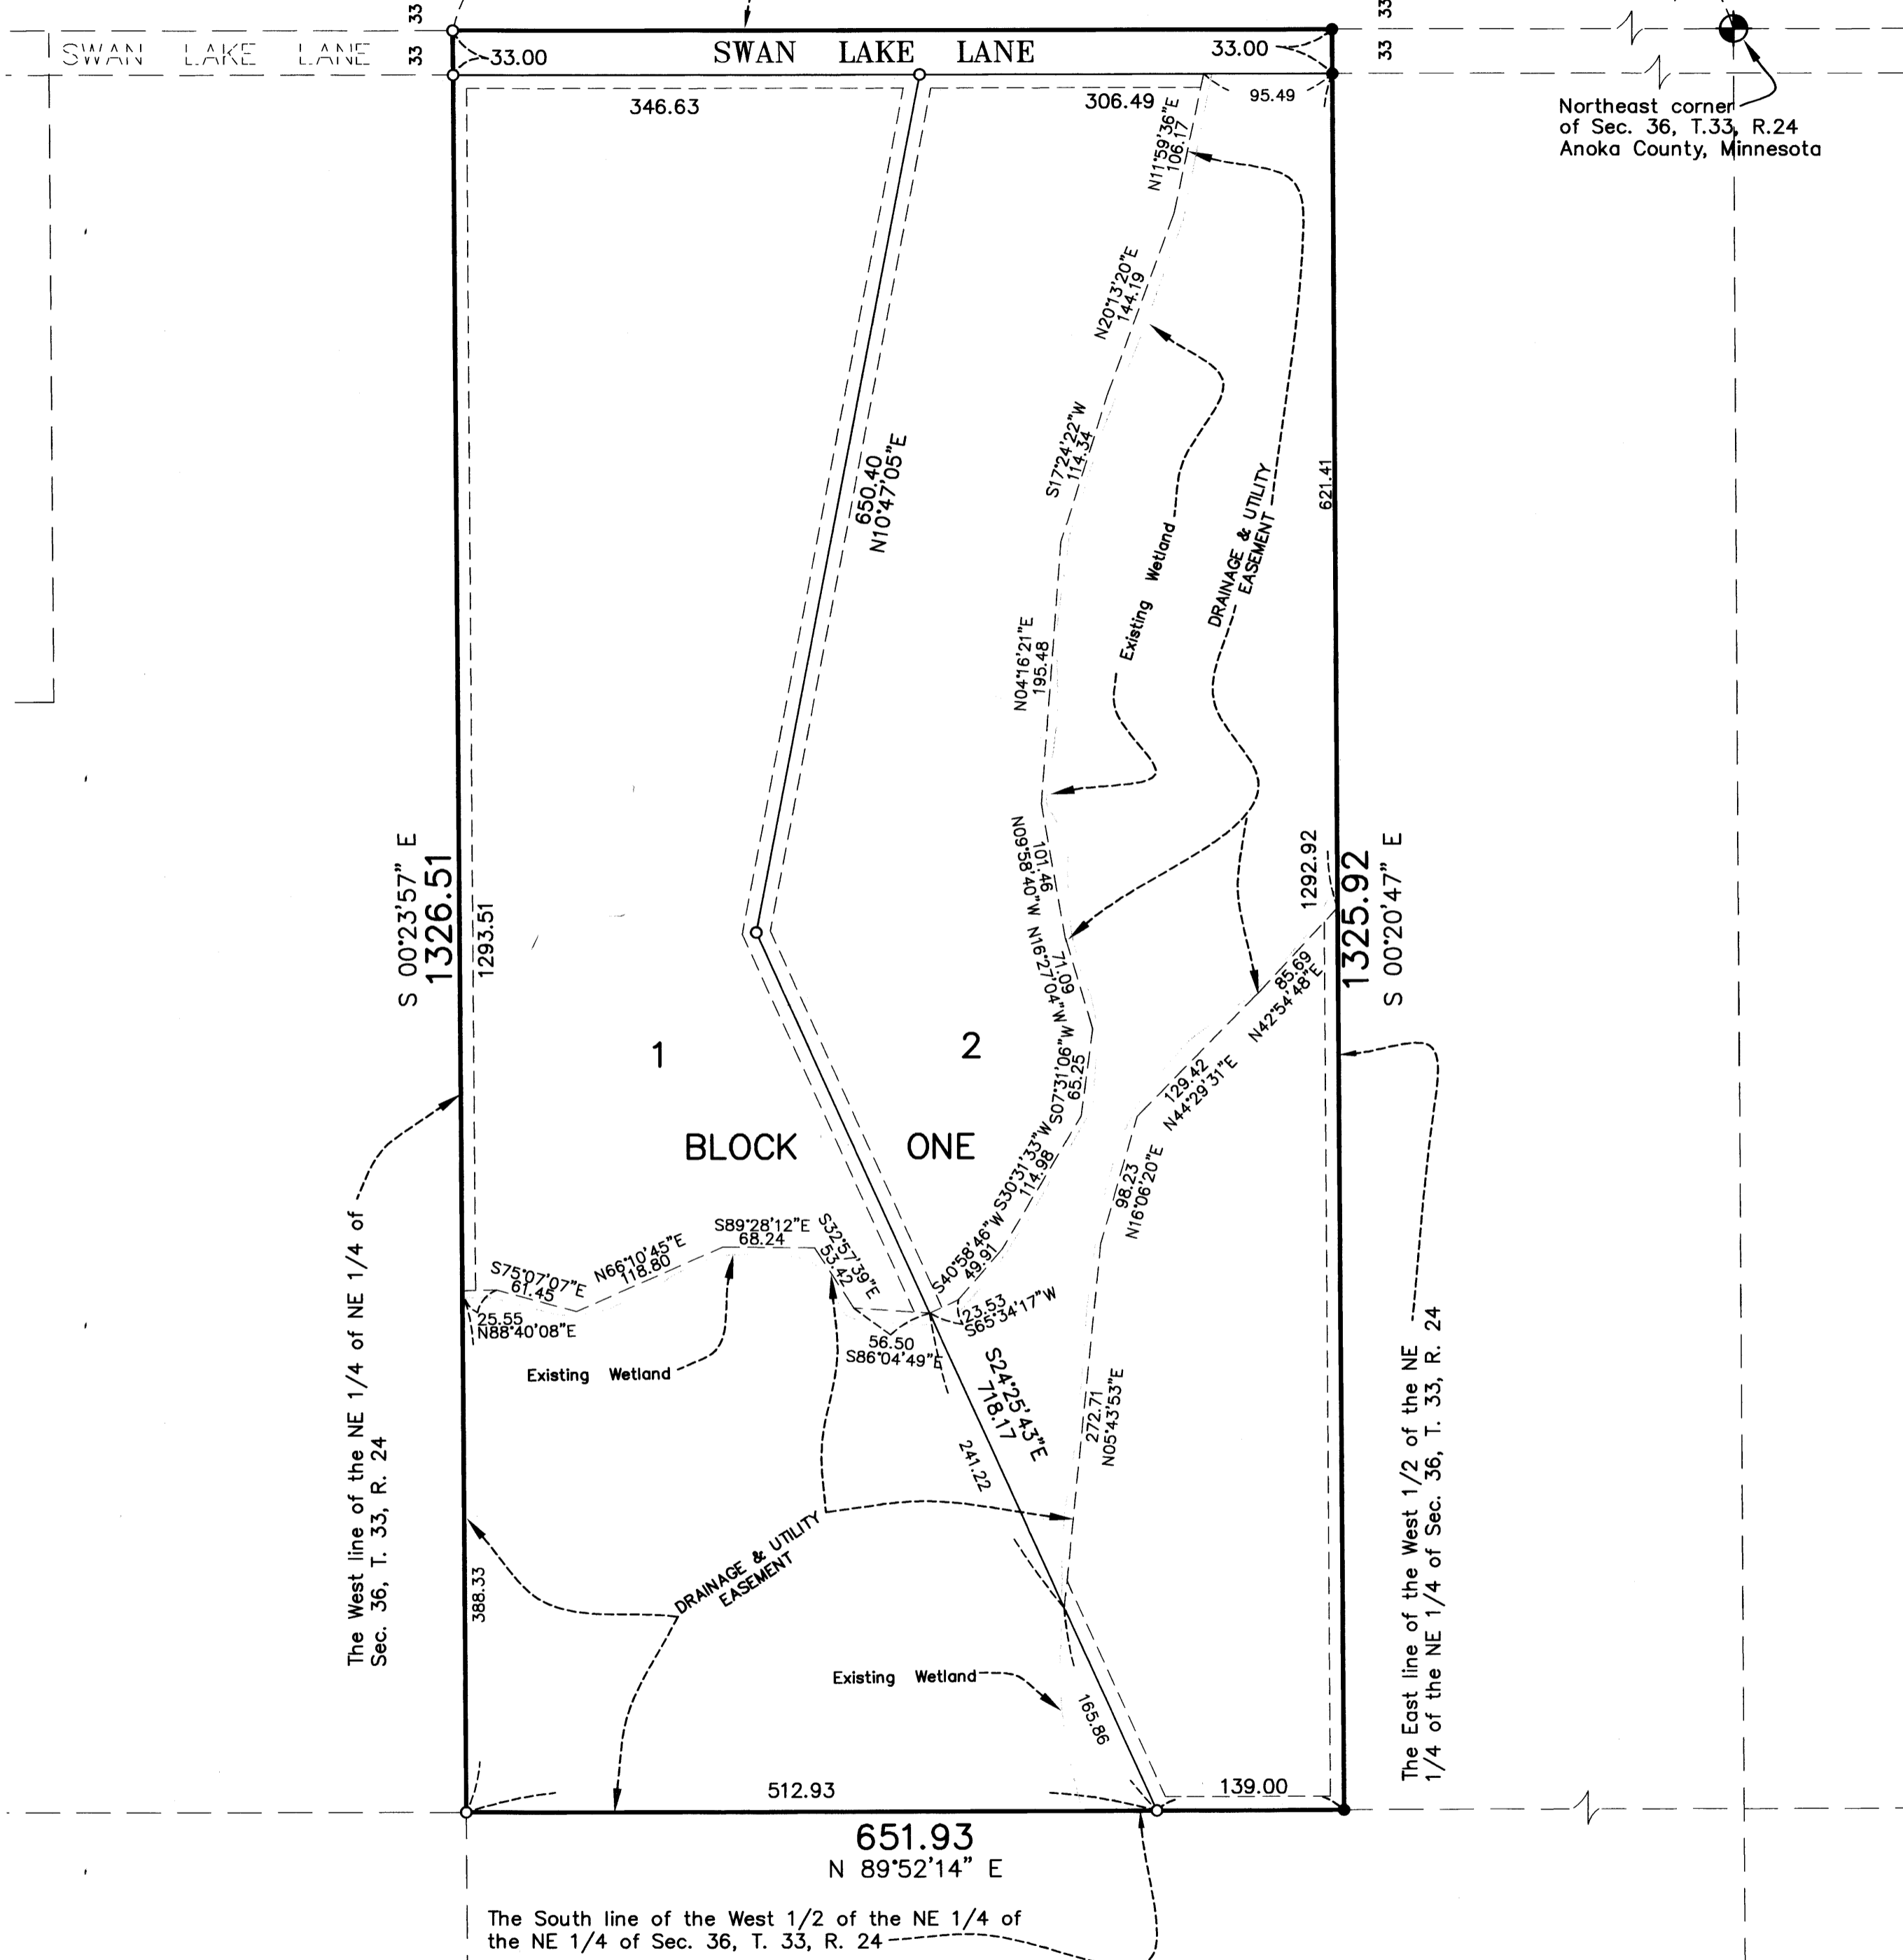 33
33
SWAN LAKE LANE
33.00
SWAN LAKE LANE
33.00
33
33
Northeast corner
of Sec. 36, T.33, R.24
Anoka County, Minnesota
346.63
306.49
95.49
N11°59'36"E
106.17
N20°13'20"E
144.19
S17°24'22"W
114.34
650.40
N10°47'05"E
621.41
Existing Wetland
DRAINAGE & UTILITY
EASEMENT
N04°16'21"E
195.48
101.46
N09°58'40"W
71.09
N16°27'04"W
S07°31'06"W
65.25
S 00°23'57" E
1326.51
1293.51
1292.92
1325.92
S 00°20'47" E
85.69
N42°54'48"E
129.42
N44°29'31"E
1
2
BLOCK ONE
S30°31'33"W
114.98
98.23
N16°06'20"E
S40°58'46"W
49.91
S89°28'12"E
68.24
S32°57'39"E
53.42
N66°10'45"E
118.80
S75°07'07"E
61.45
25.55
N88°40'08"E
23.53
S65°34'17"W
56.50
S86°04'49"E
Existing Wetland
S24°25'43"E
718.17
241.22
272.71
N05°43'53"E
The West line of the NE 1/4 of NE 1/4 of
Sec. 36, T. 33, R. 24
The East line of the West 1/2 of the NE
1/4 of the NE 1/4 of Sec. 36, T. 33, R. 24
388.33
DRAINAGE & UTILITY
EASEMENT
Existing Wetland
165.86
512.93
139.00
651.93
N 89°52'14" E
The South line of the West 1/2 of the NE 1/4 of
the NE 1/4 of Sec. 36, T. 33, R. 24